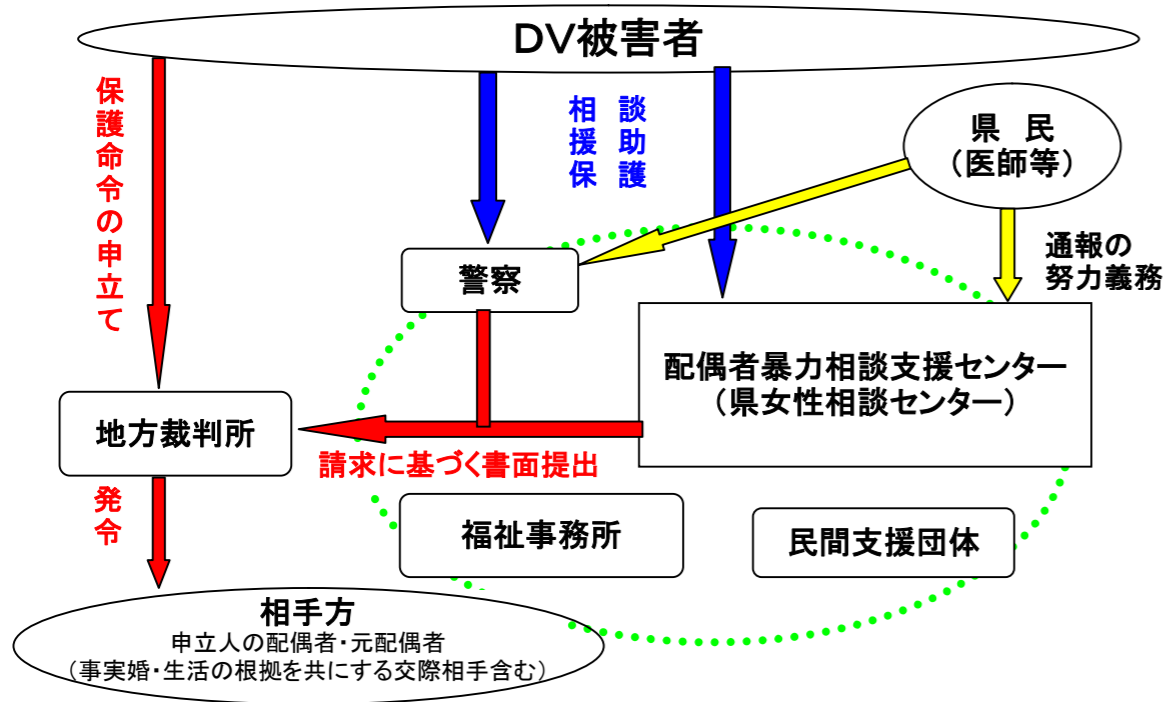 DV被害者
保護命令の申立て
相談
援助
保護
県民
（医師等）
通報の
努力義務
警察
配偶者暴力相談支援センター
（県女性相談センター）
地方裁判所
請求に基づく書面提出
発令
福祉事務所
民間支援団体
相手方
申立人の配偶者・元配偶者
（事実婚・生活の根拠を共にする交際相手含む）